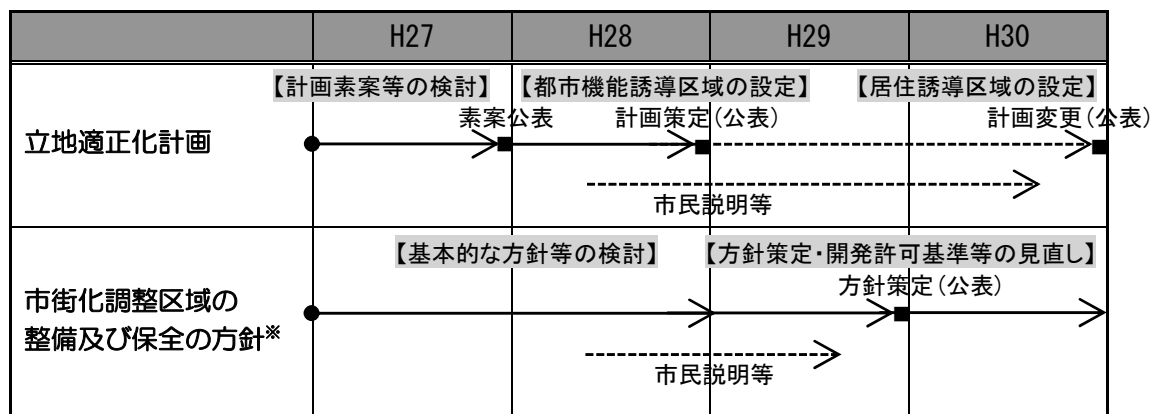 H27 H28 H29 H30
【計画素案等の検討】 【都市機能誘導区域の設定】 【居住誘導区域の設定】
素案公表 計画策定(公表) 計画変更(公表)
立地適正化計画
市民説明等
【基本的な方針等の検討】 【方針策定・開発許可基準等の見直し】
方針策定(公表)
市街化調整区域の
整備及び保全の方針※
市民説明等